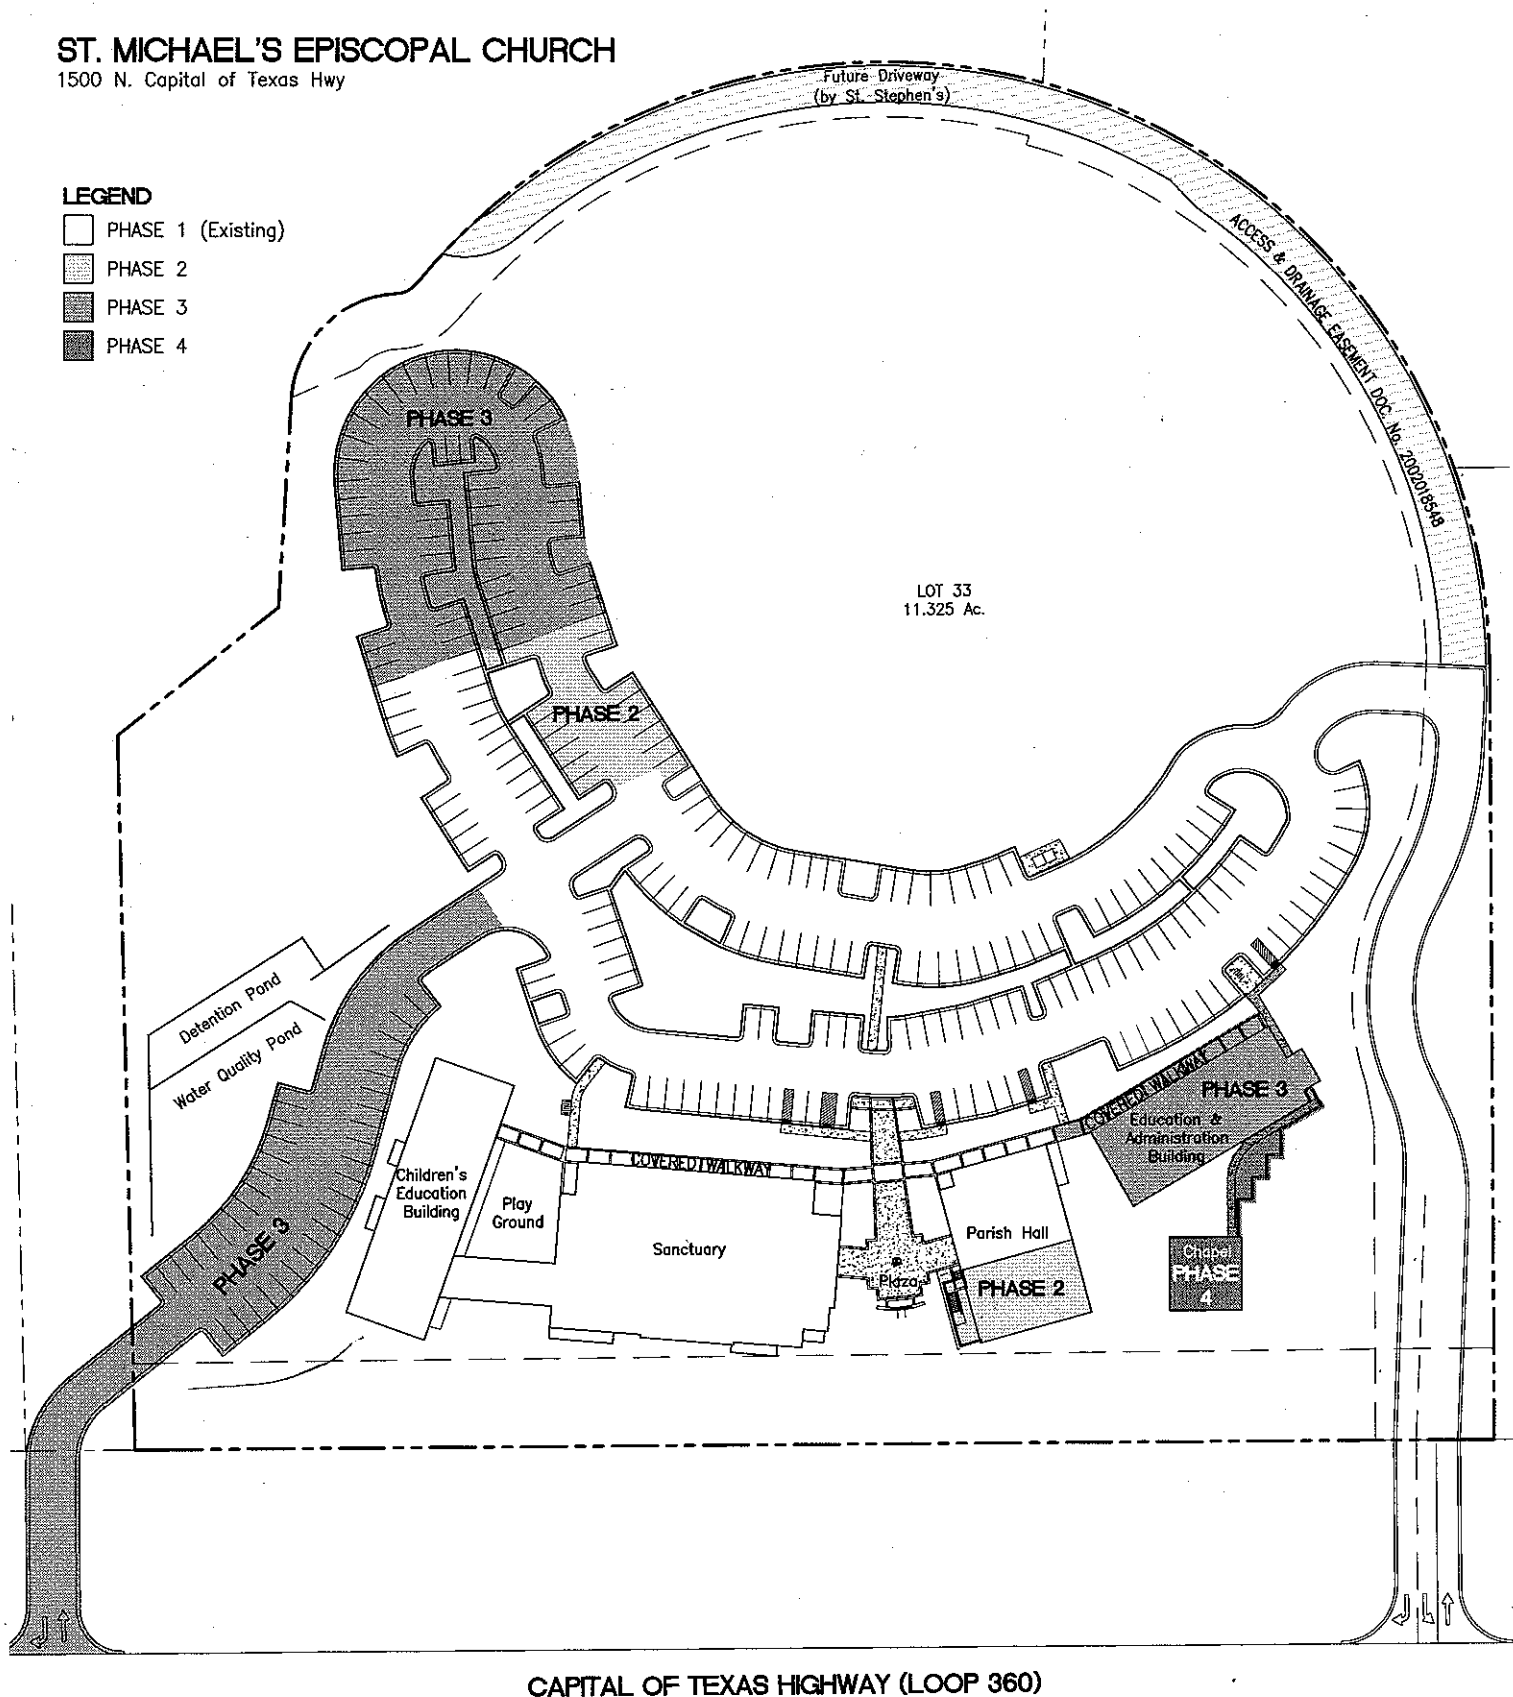 ST. MICHAEL'S EPISCOPAL CHURCH
1500 N. Capital of Texas Hwy
Future Driveway
(by St. Stephen's)
LEGEND
PHASE 1 (Existing)
PHASE 2
PHASE 3
PHASE 4
ACCESS & DRAINAGE EASEMENT DOC. No. 2002018548
PHASE 3
LOT 33
11.325 Ac.
PHASE 2
Detention Pond
Water Quality Pond
PHASE 3
COVERED WALKWAY
Education &
Administration
Building
COVERED WALKWAY
Children's
Education
Building
Play
Ground
Sanctuary
Parish Hall
Plaza
PHASE 2
Chapel
PHASE
4
PHASE 3
CAPITAL OF TEXAS HIGHWAY (LOOP 360)